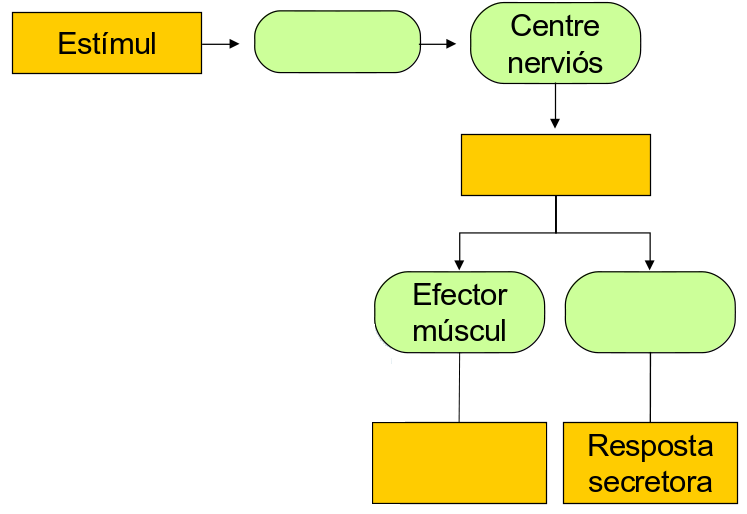 Estímul
Centre
nerviós
Efector
múscul
Resposta
secretora